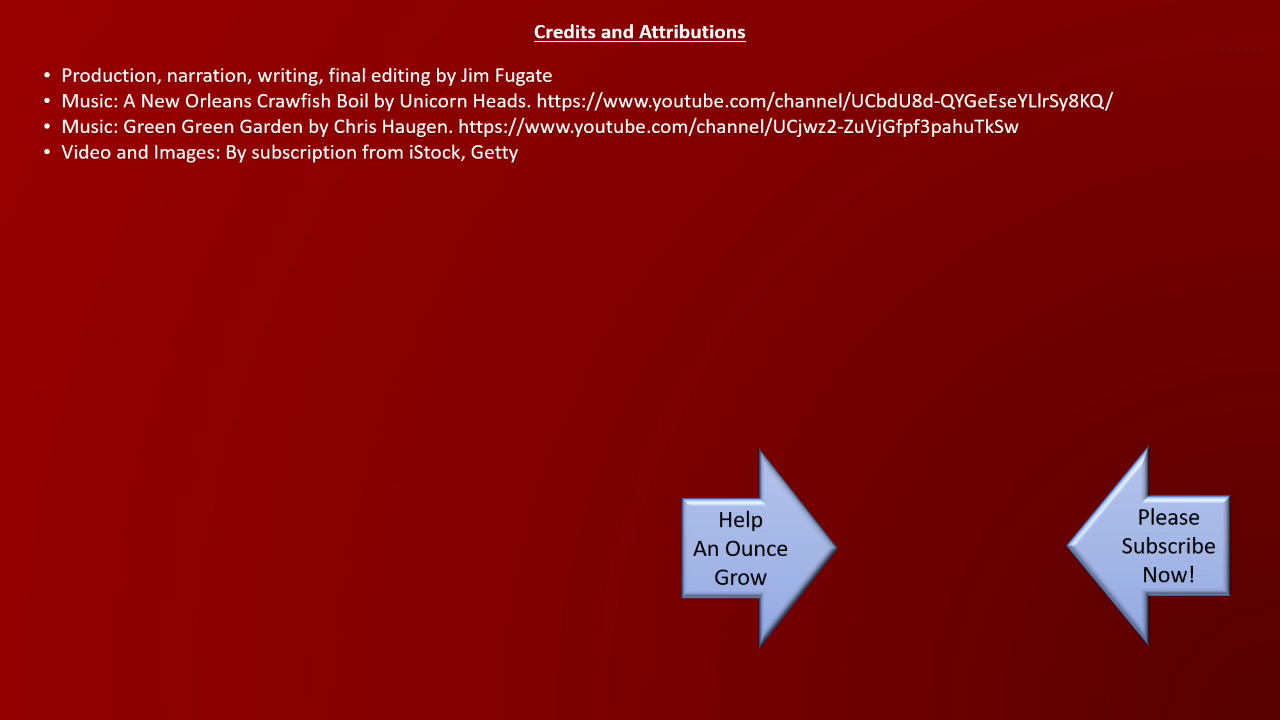 Credits and Attributions
• Production, narration, writing, final editing by Jim Fugate
• Music: A New Orleans Crawfish Boil by Unicorn Heads. https://www.youtube.com/channel/UCbdU8d-QYGeEseYLlrSy8KQ/
• Music: Green Green Garden by Chris Haugen. https://www.youtube.com/channel/UCjwz2-ZuVjGfpf3pahuTkSw
• Video and Images: By subscription from iStock, Getty
Help
An Ounce
Grow
Please
Subscribe
Now!